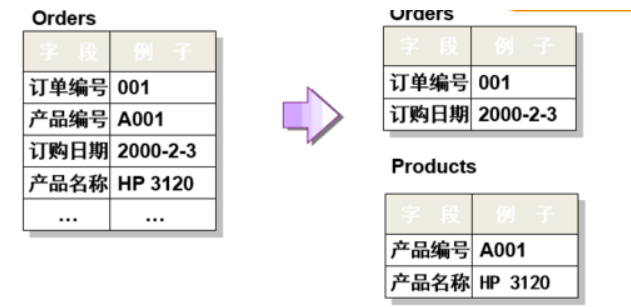 Orders
字 段 例 子
订单编号 001
产品编号 A001
订购日期 2000-2-3
产品名称 HP 3120
... ...
Orders
字 段 例 子
订单编号 001
订购日期 2000-2-3
Products
字 段 例 子
产品编号 A001
产品名称 HP 3120